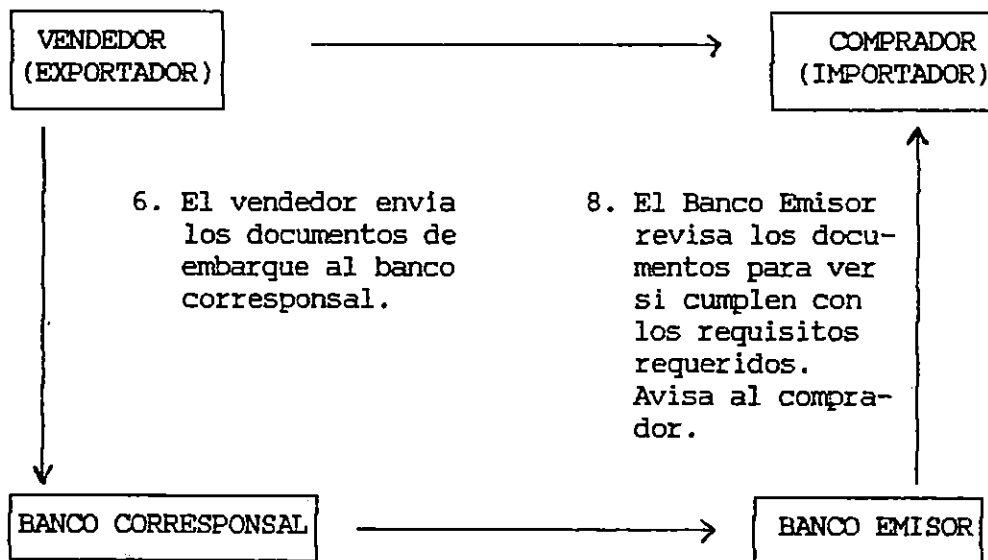 VENDEDOR
(EXPORTADOR)
COMPRADOR
(IMPORTADOR)
6. El vendedor envía
los documentos de
embarque al banco
corresponsal.
8. El Banco Emisor
revisa los docu-
mentos para ver
si cumplen con
los requisitos
requeridos.
Avisa al compra-
dor.
BANCO CORRESPONSAL
BANCO EMISOR